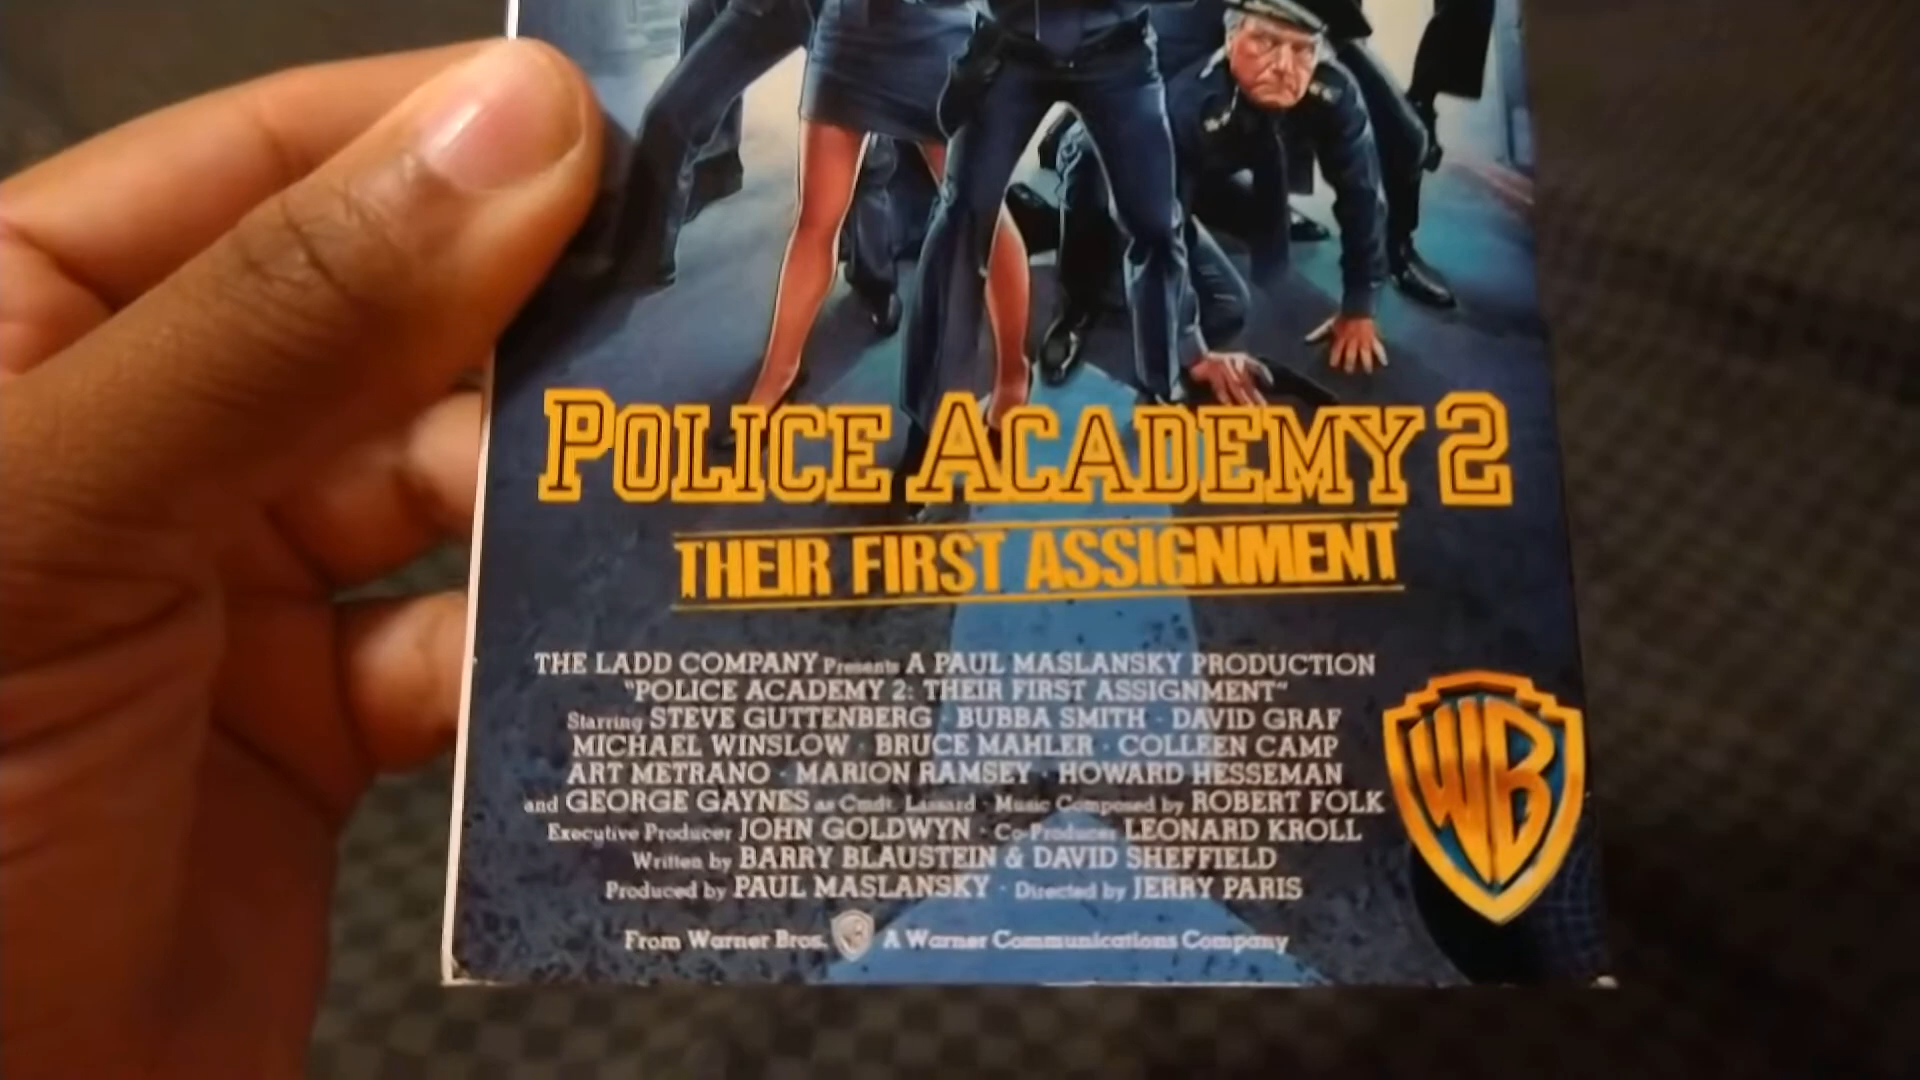 POLICE ACADEMY 2
THEIR FIRST ASSIGNMENT
THE LADD COMPANY Presents A PAUL MASLANSKY PRODUCTION
"POLICE ACADEMY 2: THEIR FIRST ASSIGNMENT"
Starring STEVE GUTTENBERG · BUBBA SMITH · DAVID GRAF
MICHAEL WINSLOW · BRUCE MAHLER · COLLEEN CAMP
ART METRANO · MARION RAMSEY · HOWARD HESSEMAN
and GEORGE GAYNES as Cmdt. Lassard · Music Composed by ROBERT FOLK
Executive Producer JOHN GOLDWYN · Co-Producer LEONARD KROLL
Written by BARRY BLAUSTEIN & DAVID SHEFFIELD
Produced by PAUL MASLANSKY · Directed by JERRY PARIS
From Warner Bros. WB A Warner Communications Company
WB